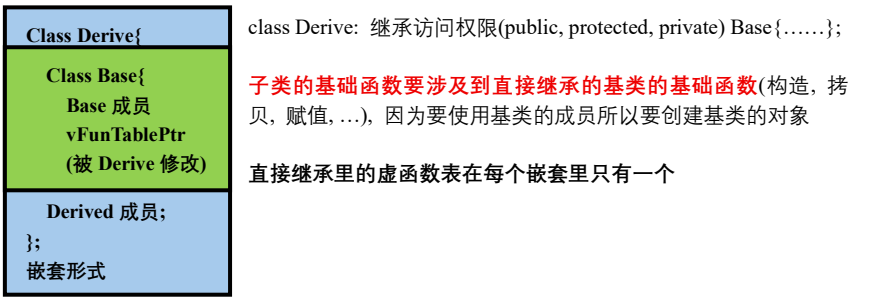 Class Derive{
Class Base{
Base 成员
vFunTablePtr
(被 Derive 修改)
Derived 成员;
};
嵌套形式
class Derive: 继承访问权限(public, protected, private) Base{……};
子类的基础函数要涉及到直接继承的类的基础函数(构造, 拷
贝, 赋值, …), 因为要使用基类的成员所以要创建基类的对象
直接继承里的虚函数表在每个嵌套里只有一个